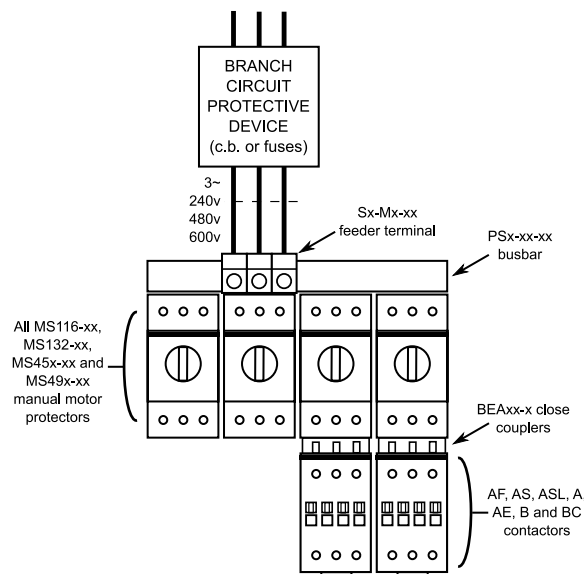 BRANCH
CIRCUIT
PROTECTIVE
DEVICE
(c.b. or fuses)
3~
240v
480v
600v
Sx-Mx-xx
feeder terminal
PSx-xx-xx
busbar
All MS116-xx,
MS132-xx,
MS45x-xx and
MS49x-xx
manual motor
protectors
BEAxx-x close
couplers
AF, AS, ASL, A
AE, B and BC
contactors